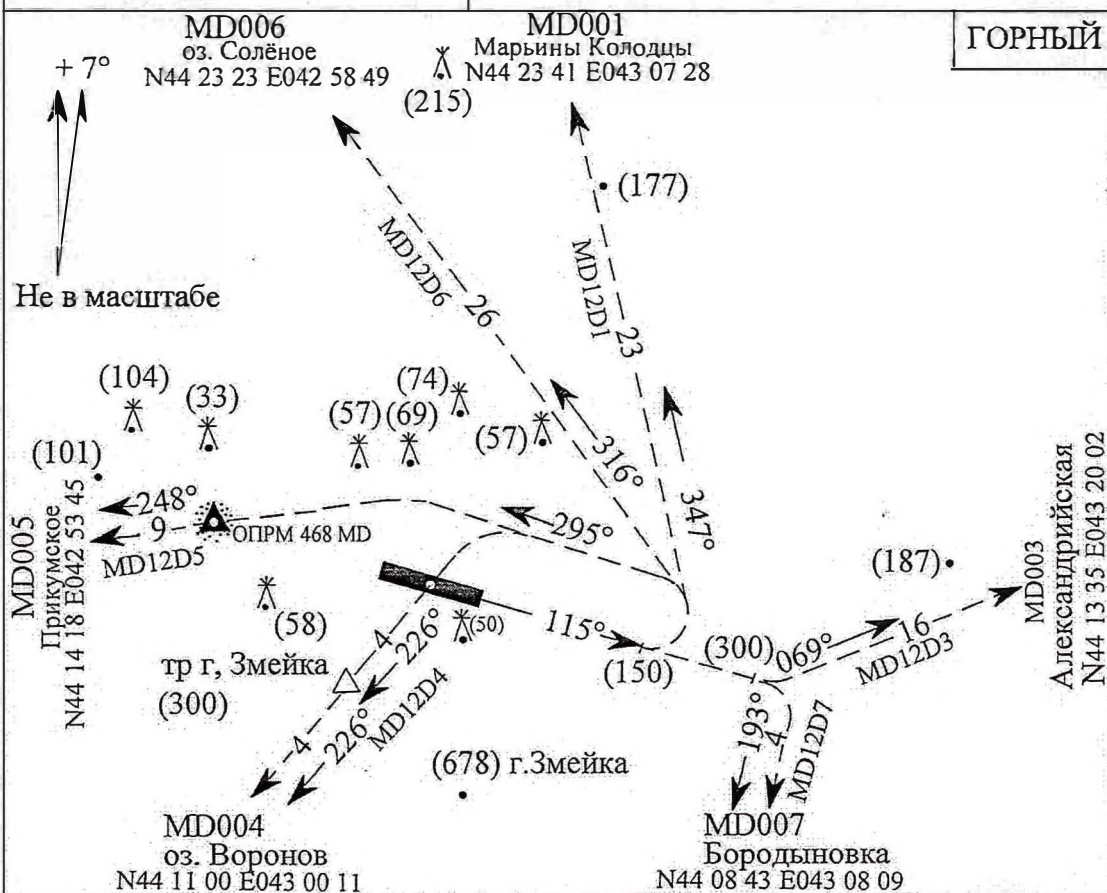 MD006
оз. Солёное
N44 23 23 E042 58 49
MD001
Марьины Колодцы
N44 23 41 E043 07 28
ГОРНЫЙ
+ 7°
(215)
(177)
Не в масштабе
MD12D6
26
MD12D1
23
(104)
(33)
(57)
(69)
(74)
(57)
316°
347°
(101)
248°
9
MD12D5
ОПРМ 468 MD
295°
MD005
Прикумское
N44 14 18 E042 53 45
(58)
(50)
115°
(150)
(300)
069°
16
MD12D3
(187)
MD003
Александрийская
N44 13 35 E043 20 02
тр г, Змейка
(300)
4
226°
MD12D4
4
226°
193°
4
MD12D7
(678) г.Змейка
MD004
оз. Воронов
N44 11 00 E043 00 11
MD007
Бородыновка
N44 08 43 E043 08 09